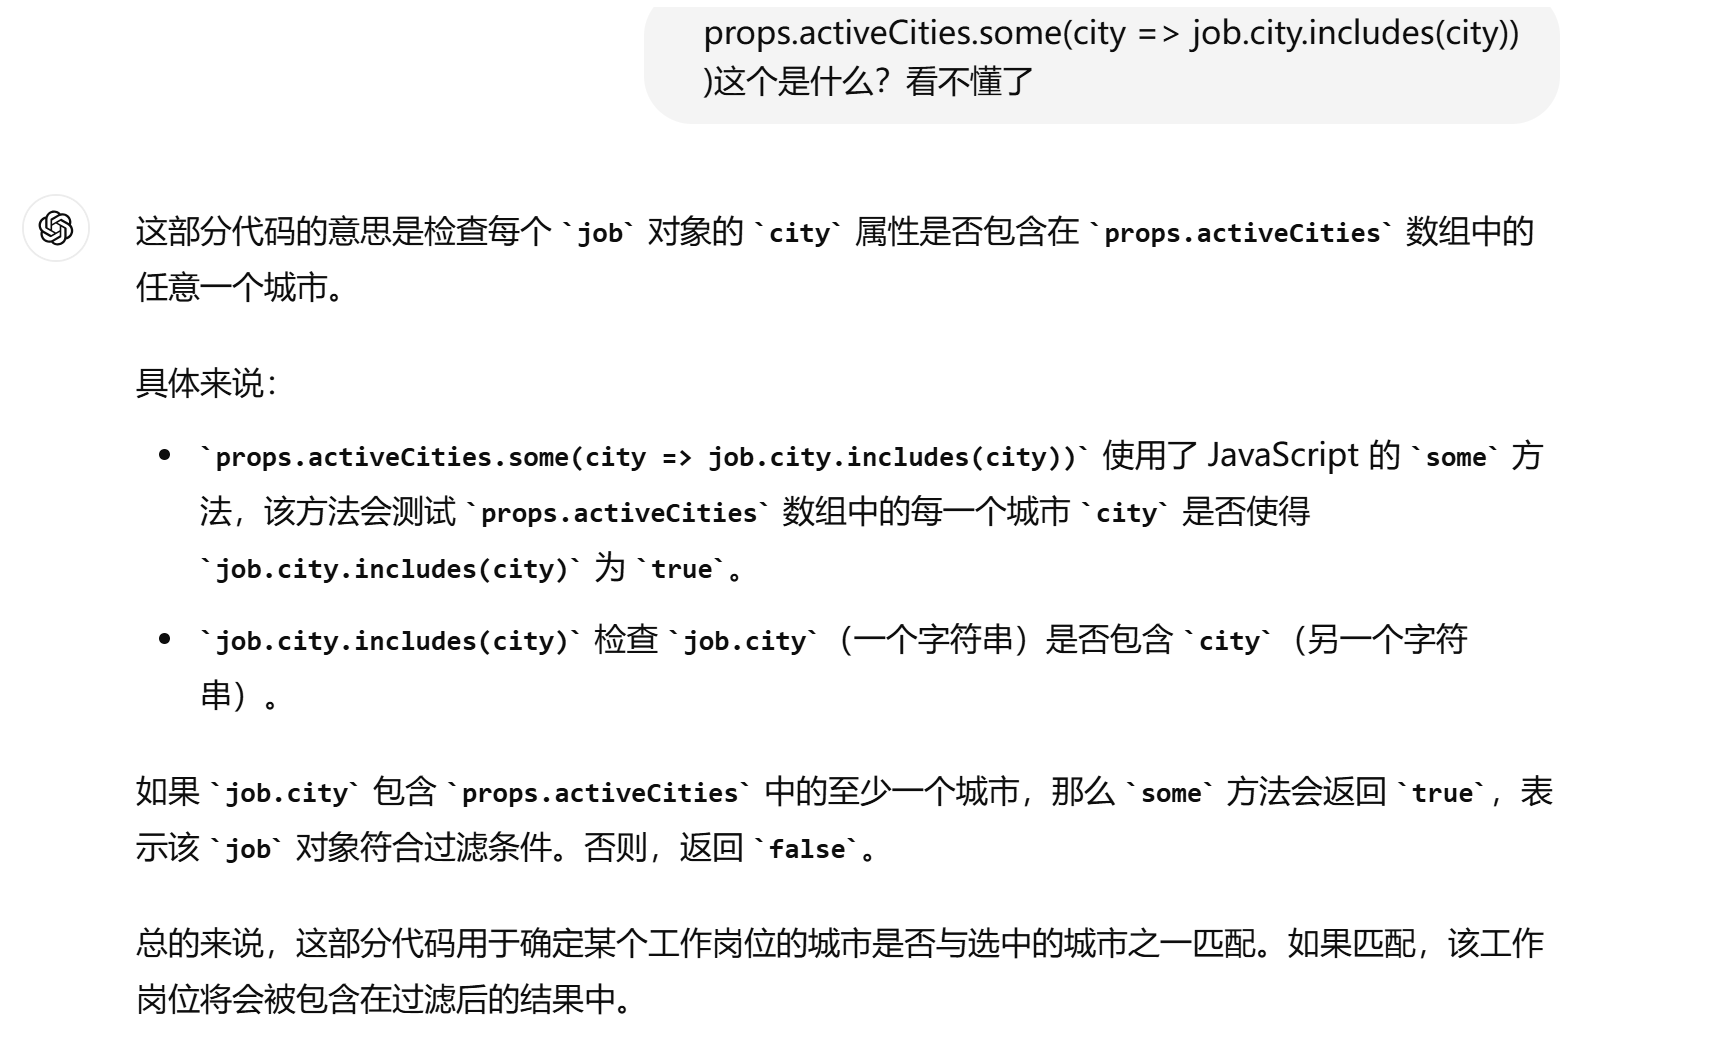 props.activeCities.some(city => job.city.includes(city))
)这个是什么？看不懂了
这部分代码的意思是检查每个 `job` 对象的 `city` 属性是否包含在 `props.activeCities` 数组中的
任意一个城市。
具体来说：
• `props.activeCities.some(city => job.city.includes(city))` 使用了 JavaScript 的 `some` 方
法，该方法会测试 `props.activeCities` 数组中的每一个城市 `city` 是否使得
`job.city.includes(city)` 为 `true`。
• `job.city.includes(city)` 检查 `job.city`（一个字符串）是否包含 `city`（另一个字符
串）。
如果 `job.city` 包含 `props.activeCities` 中的至少一个城市，那么 `some` 方法会返回 `true`，表
示该 `job` 对象符合过滤条件。否则，返回 `false`。
总的来说，这部分代码用于确定某个工作岗位的城市是否与选中的城市之一匹配。如果匹配，该工作
岗位将会被包含在过滤后的结果中。